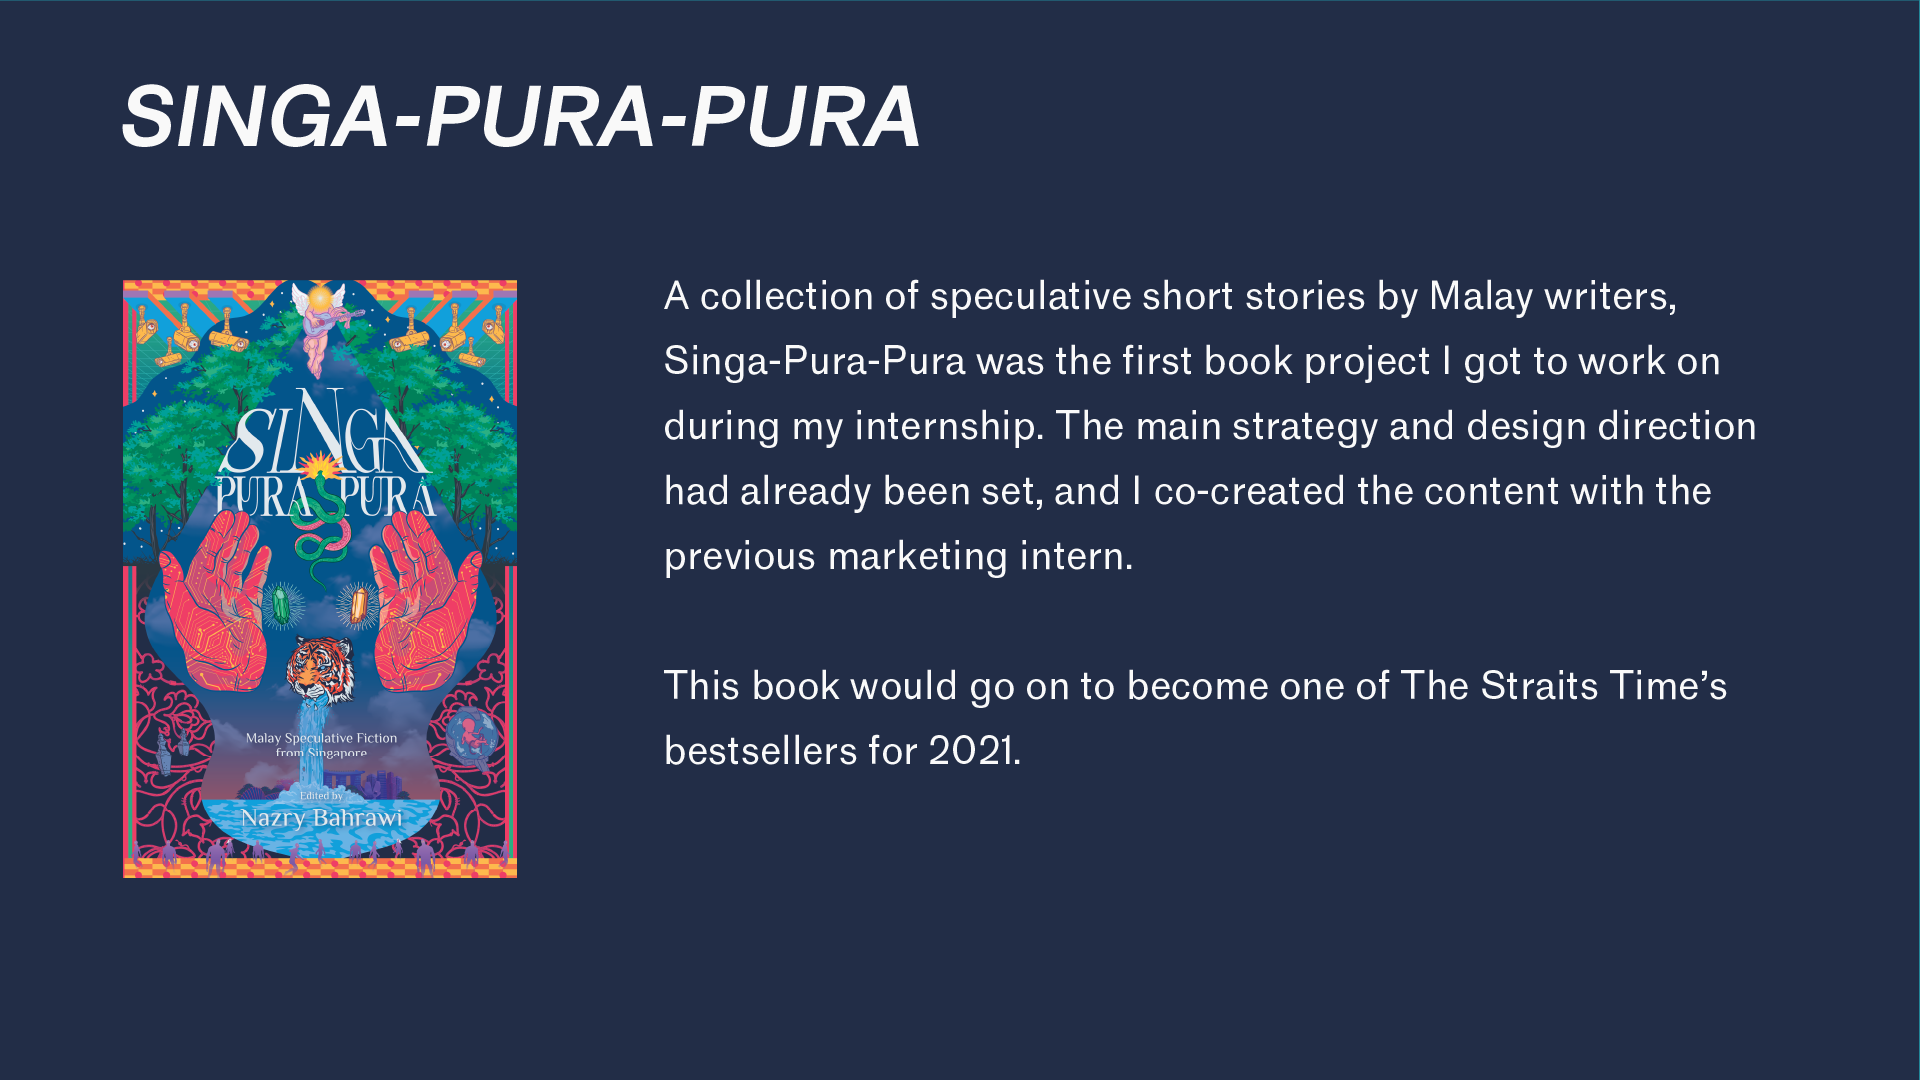 SINGA-PURA-PURA
SINGA
PURA PURA
Malay Speculative Fiction
from Singapore
Edited by
Nazry Bahrawi
A collection of speculative short stories by Malay writers,
Singa-Pura-Pura was the first book project I got to work on
during my internship. The main strategy and design direction
had already been set, and I co-created the content with the
previous marketing intern.
This book would go on to become one of The Straits Time’s
bestsellers for 2021.